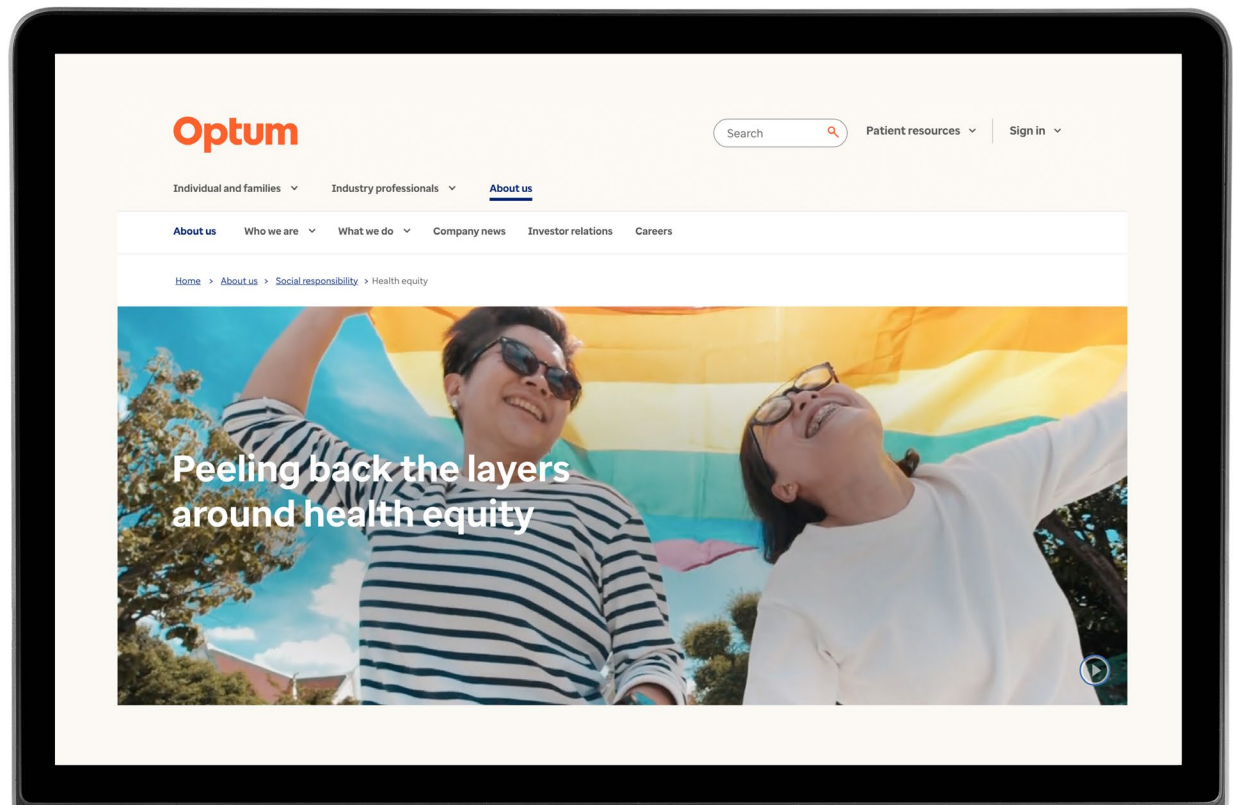 Optum
Search
Patient resources
Sign in
Individual and families
Industry professionals
About us
About us
Who we are
What we do
Company news
Investor relations
Careers
Home > About us > Social responsibility > Health equity
Peeling back the layers
around health equity